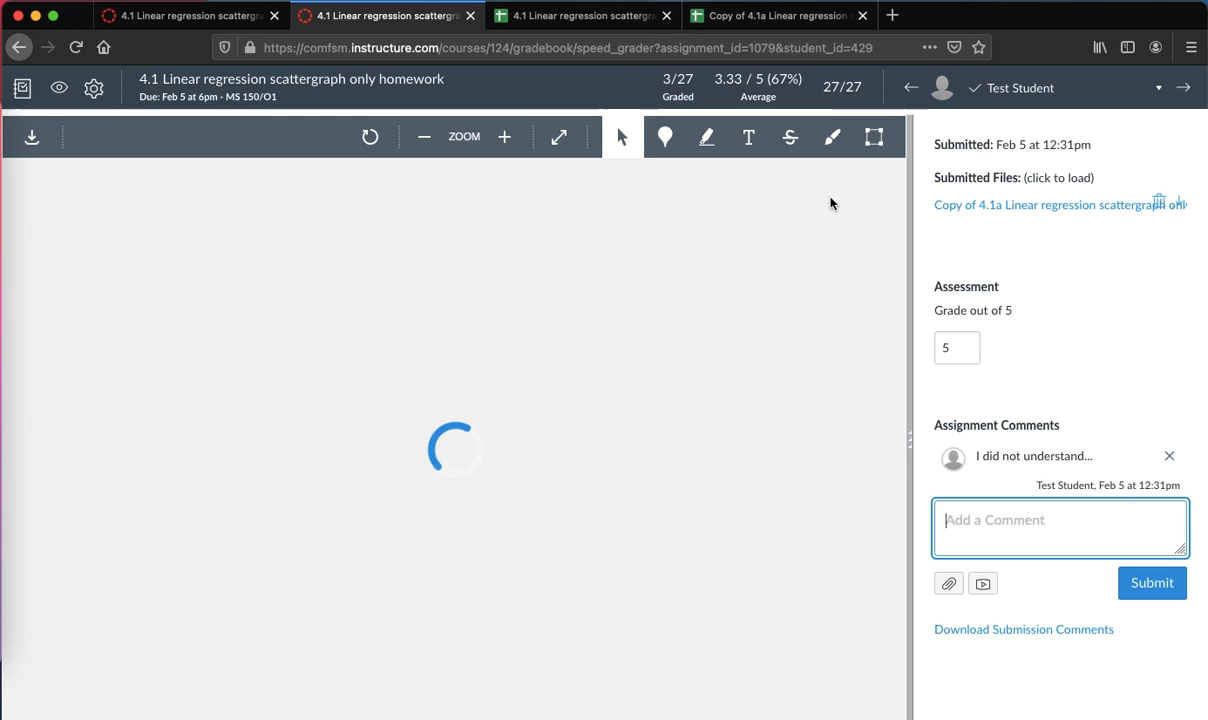 4.1 Linear regression scattergra
4.1 Linear regression scattergra
4.1 Linear regression scattergra
Copy of 4.1a Linear regression
https://comfsm.instructure.com/courses/124/gradebook/speed_grader?assignment_id=1079&student_id=429
4.1 Linear regression scattergraph only homework
Due: Feb 5 at 6pm - MS 150/01
3/27
Graded
3.33 / 5 (67%)
Average
27/27
Test Student
ZOOM
T
S
Submitted: Feb 5 at 12:31pm
Submitted Files: (click to load)
Copy of 4.1a Linear regression scattergraph only
Assessment
Grade out of 5
5
Assignment Comments
I did not understand...
Test Student, Feb 5 at 12:31pm
Add a Comment
Submit
Download Submission Comments